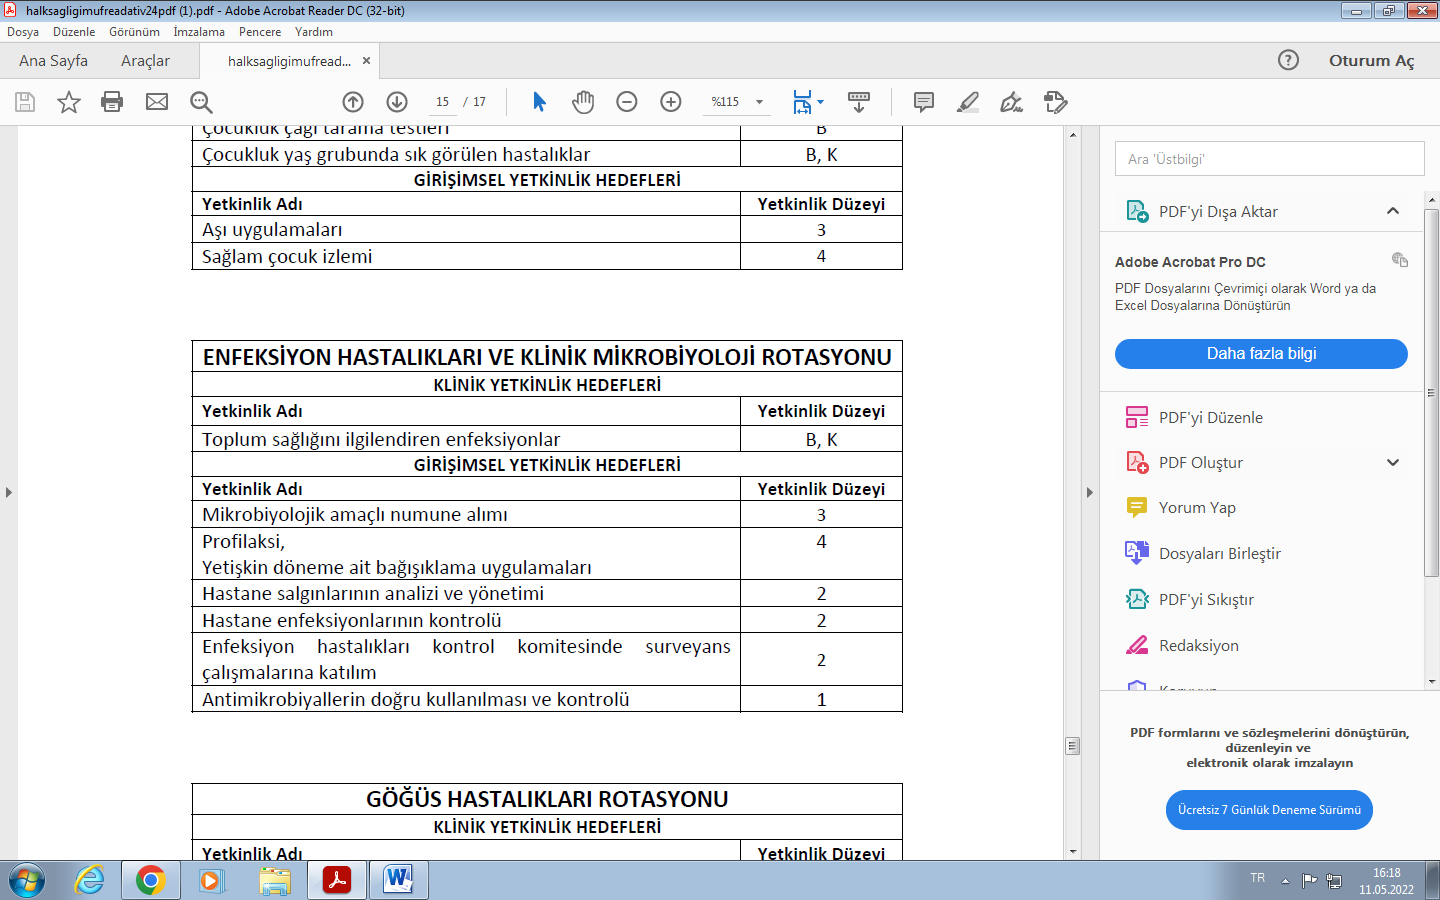 halksagligimufreadativ24pdf (1).pdf - Adobe Acrobat Reader DC (32-bit)
Dosya Düzenle Görünüm İmzalama Pencere Yardım
Ana Sayfa Araçlar halksagligimufread... × Oturum Aç
15 / 17 %115
Çocukluk çağı tarama testleri B
Çocukluk yaş grubunda sık görülen hastalıklar B, K
GİRİŞİMSEL YETKİNLİK HEDEFLERİ
Yetkinlik Adı Yetkinlik Düzeyi
Aşı uygulamaları 3
Sağlam çocuk izlemi 4
ENFEKSİYON HASTALIKLARI VE KLİNİK MİKROBİYOLOJİ ROTASYONU
KLİNİK YETKİNLİK HEDEFLERİ
Yetkinlik Adı Yetkinlik Düzeyi
Toplum sağlığını ilgilendiren enfeksiyonlar B, K
GİRİŞİMSEL YETKİNLİK HEDEFLERİ
Yetkinlik Adı Yetkinlik Düzeyi
Mikrobiyolojik amaçlı numune alımı 3
Profilaksi, 4
Yetişkin döneme ait bağışıklama uygulamaları
Hastane salgınlarının analizi ve yönetimi 2
Hastane enfeksiyonlarının kontrolü 2
Enfeksiyon hastalıkları kontrol komitesinde surveyans
çalışmalarına katılım 2
Antimikrobiyallerin doğru kullanılması ve kontrolü 1
GÖĞÜS HASTALIKLARI ROTASYONU
KLİNİK YETKİNLİK HEDEFLERİ
Yetkinlik Adı Yetkinlik Düzeyi
Ara 'Üstbilgi'
PDF'yi Dışa Aktar
Adobe Acrobat Pro DC
PDF Dosyalarını Çevrimiçi olarak Word ya da
Excel Dosyalarına Dönüştürün
Daha fazla bilgi
PDF'yi Düzenle
PDF Oluştur
Yorum Yap
Dosyaları Birleştir
PDF'yi Sıkıştır
Redaksiyon
Koruyun
PDF formlarını ve sözleşmelerini dönüştürün,
düzenleyin ve
elektronik olarak imzalayın
Ücretsiz 7 Günlük Deneme Sürümü
TR 16:18
11.05.2022